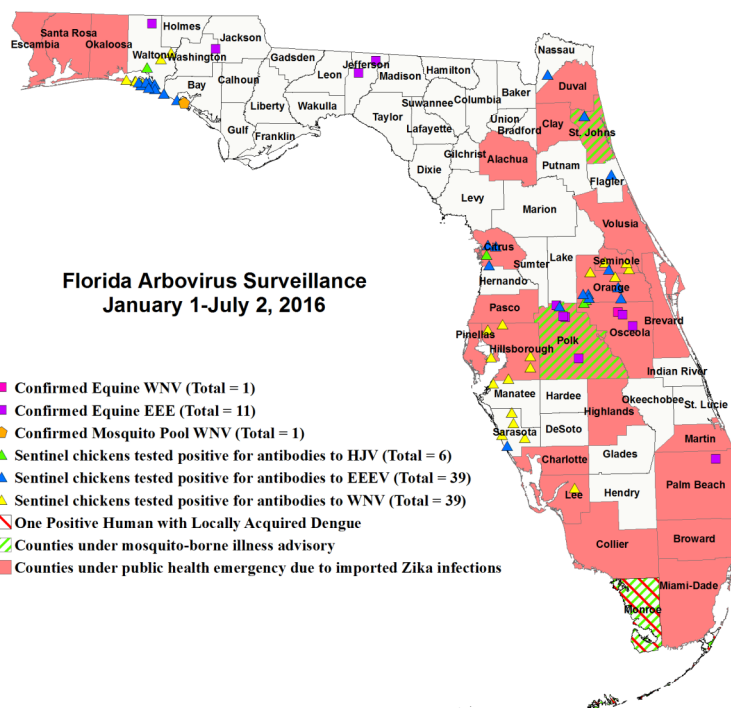 Santa Rosa
Holmes
Escambia
Okaloosa
Jackson
Walton
Washington
Gadsden
Nassau
Jefferson
Hamilton
Leon
Madison
Bay
Calhoun
Duval
Baker
Columbia
Suwannee
Liberty
Wakulla
Taylor
Union
Clay
St. Johns
Bradford
Lafayette
Gulf
Franklin
Gilchrist
Alachua
Putnam
Dixie
Flagler
Levy
Marion
Volusia
Citrus
Lake
Sumter
Seminole
Hernando
Orange
Florida Arbovirus Surveillance
January 1-July 2, 2016
Pasco
Brevard
Pinellas
Hillsborough
Polk
Osceola
Indian River
Manatee
Hardee
Okeechobee
St. Lucie
Highlands
Sarasota
DeSoto
Martin
Charlotte
Glades
Palm Beach
Lee
Hendry
Collier
Broward
Miami-Dade
Monroe
Confirmed Equine WNV (Total = 1)
Confirmed Equine EEE (Total = 11)
Confirmed Mosquito Pool WNV (Total = 1)
Sentinel chickens tested positive for antibodies to HJV (Total = 6)
Sentinel chickens tested positive for antibodies to EEEV (Total = 39)
Sentinel chickens tested positive for antibodies to WNV (Total = 39)
One Positive Human with Locally Acquired Dengue
Counties under mosquito-borne illness advisory
Counties under public health emergency due to imported Zika infections